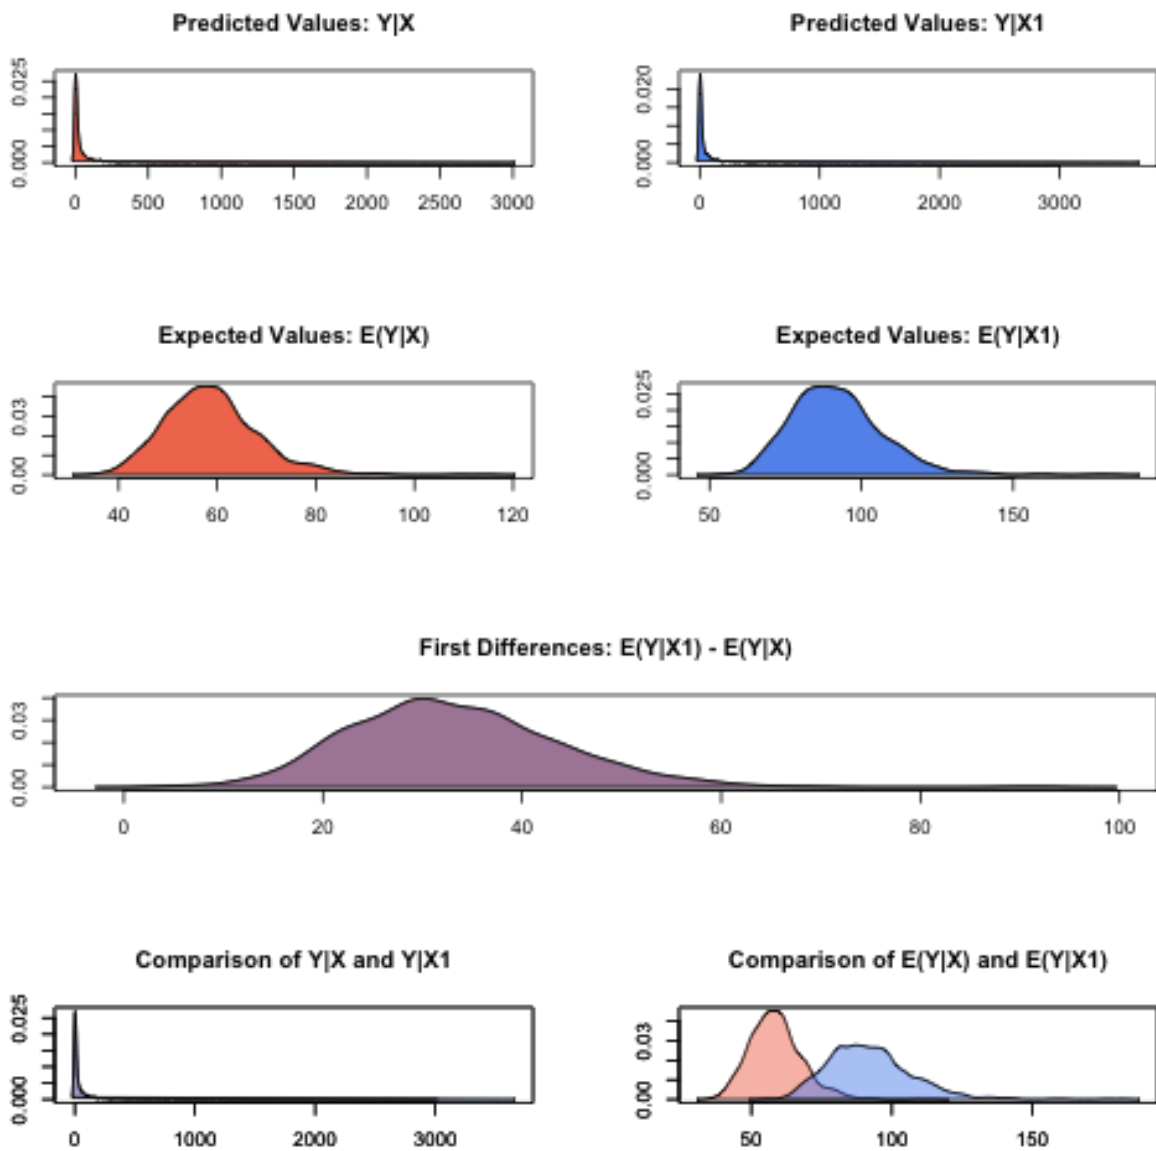 Predicted Values: Y|X
0.000 0.025
0 500 1000 1500 2000 2500 3000
Predicted Values: Y|X1
0.000 0.020
0 1000 2000 3000
Expected Values: E(Y|X)
0.00 0.03
40 60 80 100 120
Expected Values: E(Y|X1)
0.000 0.025
50 100 150
First Differences: E(Y|X1) - E(Y|X)
0.00 0.03
0 20 40 60 80 100
Comparison of Y|X and Y|X1
0.000 0.025
0 1000 2000 3000
Comparison of E(Y|X) and E(Y|X1)
0.00 0.03
50 100 150